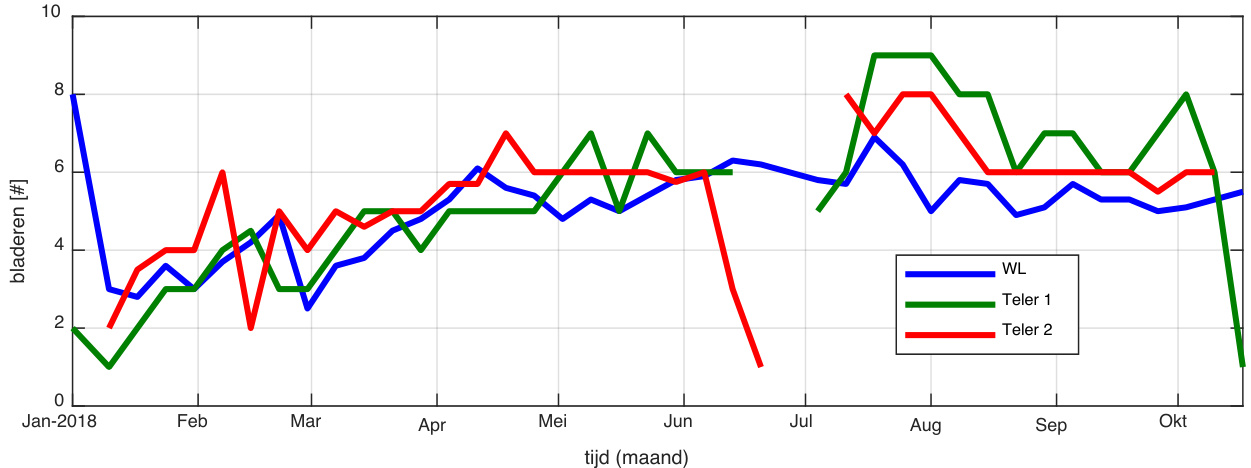 10
8
6
4
2
0
bladeren [#]
Jan-2018 Feb Mar Apr Mei Jun Jul Aug Sep Okt
tijd (maand)
WL
Teler 1
Teler 2